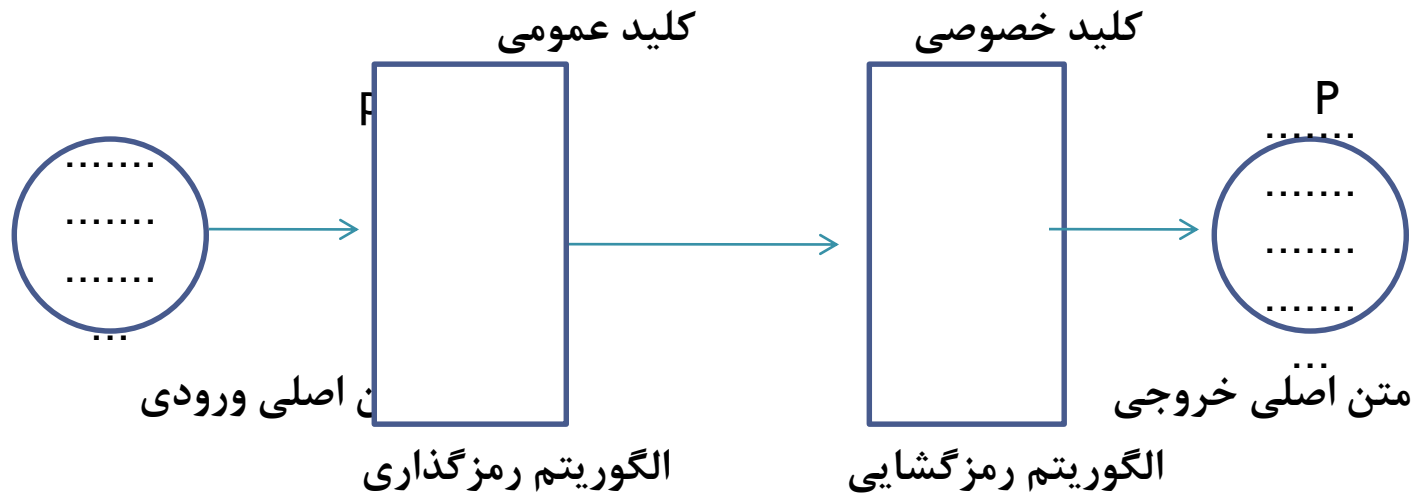 کلید عمومی
کلید خصوصی
P
P
.......
.......
.......
...
.......
.......
.......
.......
...
اصلی ورودی
متن اصلی خروجی
الگوریتم رمزگذاری
الگوریتم رمزگشایی